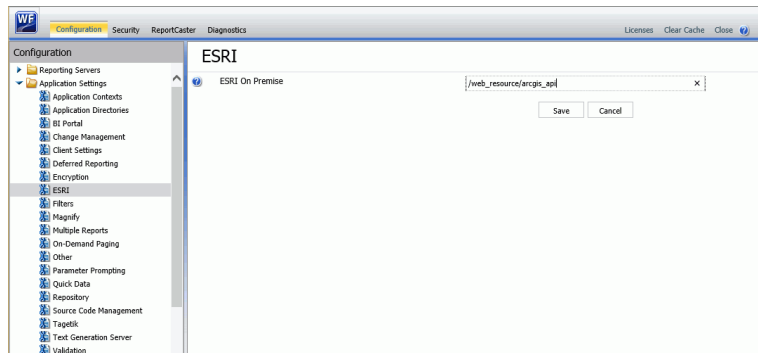 WF
Configuration Security ReportCaster Diagnostics Licenses Clear Cache Close ?
Configuration
Reporting Servers
Application Settings
Application Contexts
Application Directories
BI Portal
Change Management
Client Settings
Deferred Reporting
Encryption
ESRI
Filters
Magnify
Multiple Reports
On-Demand Paging
Other
Parameter Prompting
Quick Data
Repository
Source Code Management
Tagetik
Text Generation Server
Validation
ESRI
? ESRI On Premise /web_resource/arcgis_api
Save Cancel